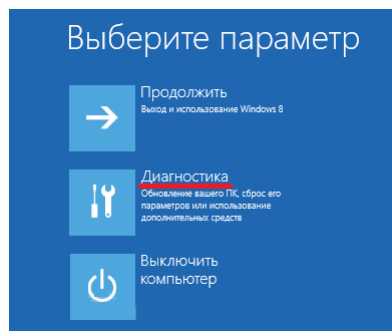 Выберите параметр
Продолжить
Выход и использование Windows 8
Диагностика
Обновление вашего ПК, сброс его
параметров или использование
дополнительных средств
Выключить
компьютер